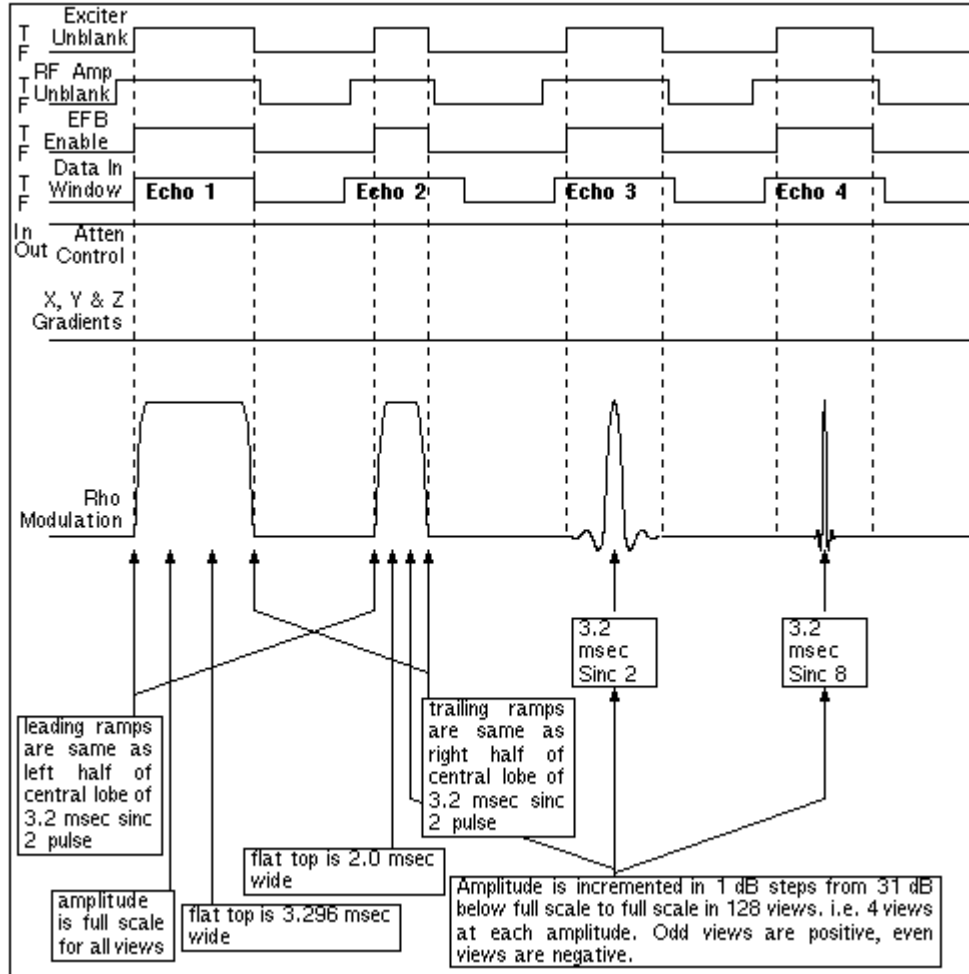 Exciter
Unblank
T
F
RF Amp
Unblank
T
F
EFB
Enable
T
F
Data In
Window
T
F
Echo 1
Echo 2
Echo 3
Echo 4
In
Out
Atten
Control
X, Y & Z
Gradients
Rho
Modulation
3.2
msec
Sinc 2
3.2
msec
Sinc 8
leading ramps
are same as
left half of
central lobe of
3.2 msec sinc
2 pulse
trailing ramps
are same as
right half of
central lobe of
3.2 msec sinc
2 pulse
flat top is 2.0 msec
wide
amplitude
is full scale
for all views
flat top is 3.296 msec
wide
Amplitude is incremented in 1 dB steps from 31 dB
below full scale to full scale in 128 views. i.e. 4 views
at each amplitude. Odd views are positive, even
views are negative.